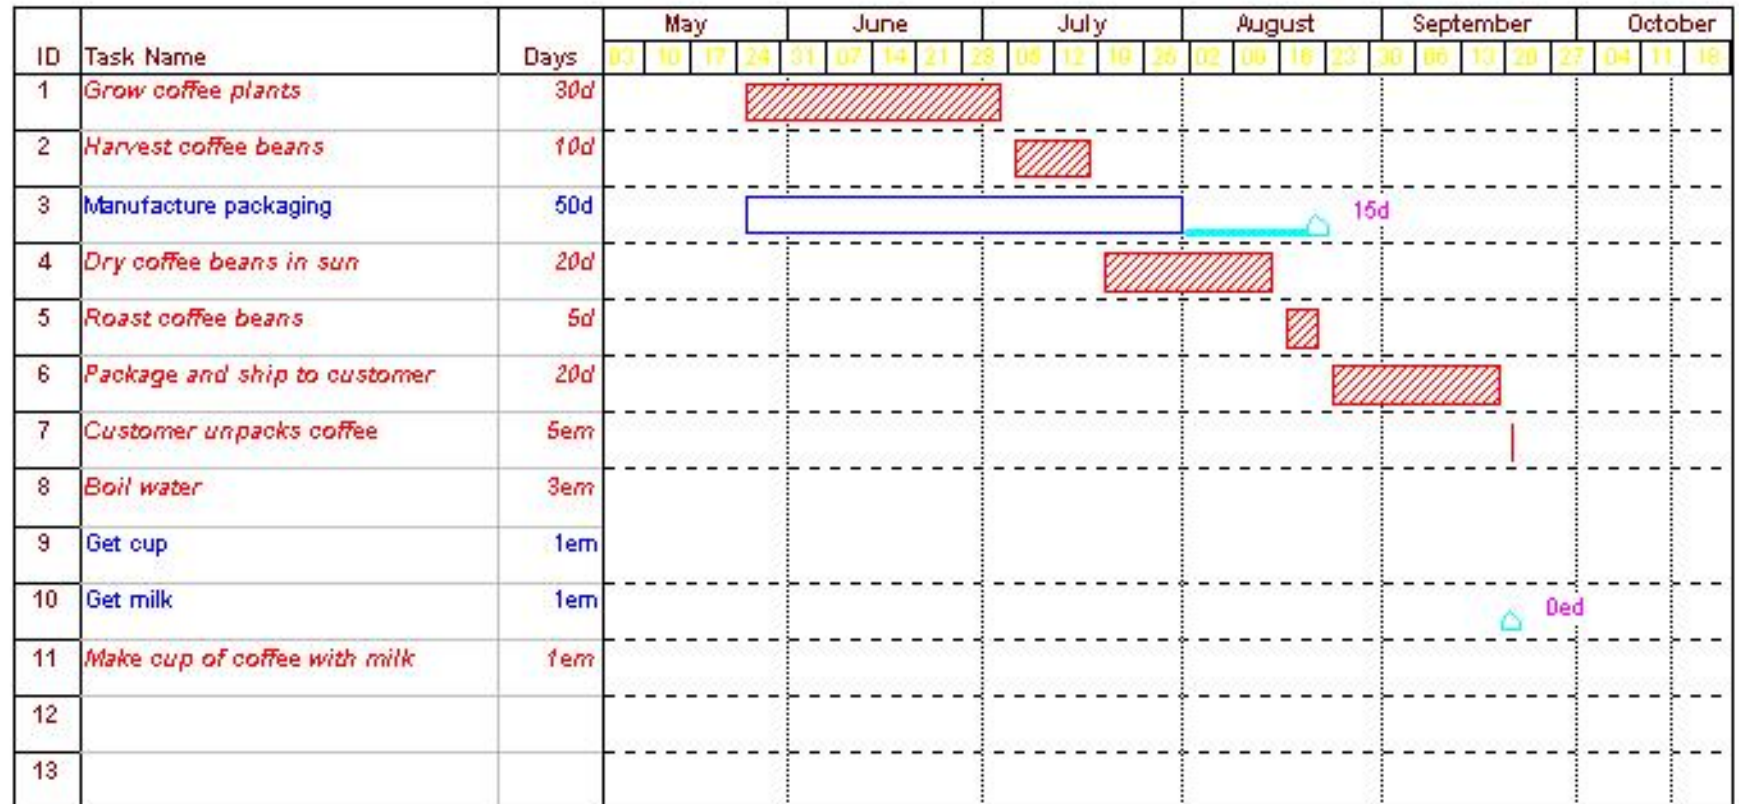 May June July August September October
ID Task Name Days 03 10 17 24 31 07 14 21 28 05 12 19 26 02 09 16 23 30 06 13 20 27 04 11 18
1 Grow coffee plants 30d
2 Harvest coffee beans 10d
3 Manufacture packaging 50d 15d
4 Dry coffee beans in sun 20d
5 Roast coffee beans 5d
6 Package and ship to customer 20d
7 Customer unpacks coffee 5em
8 Boil water 3em
9 Get cup 1em
10 Get milk 1em 0ed
11 Make cup of coffee with milk 1em
12
13